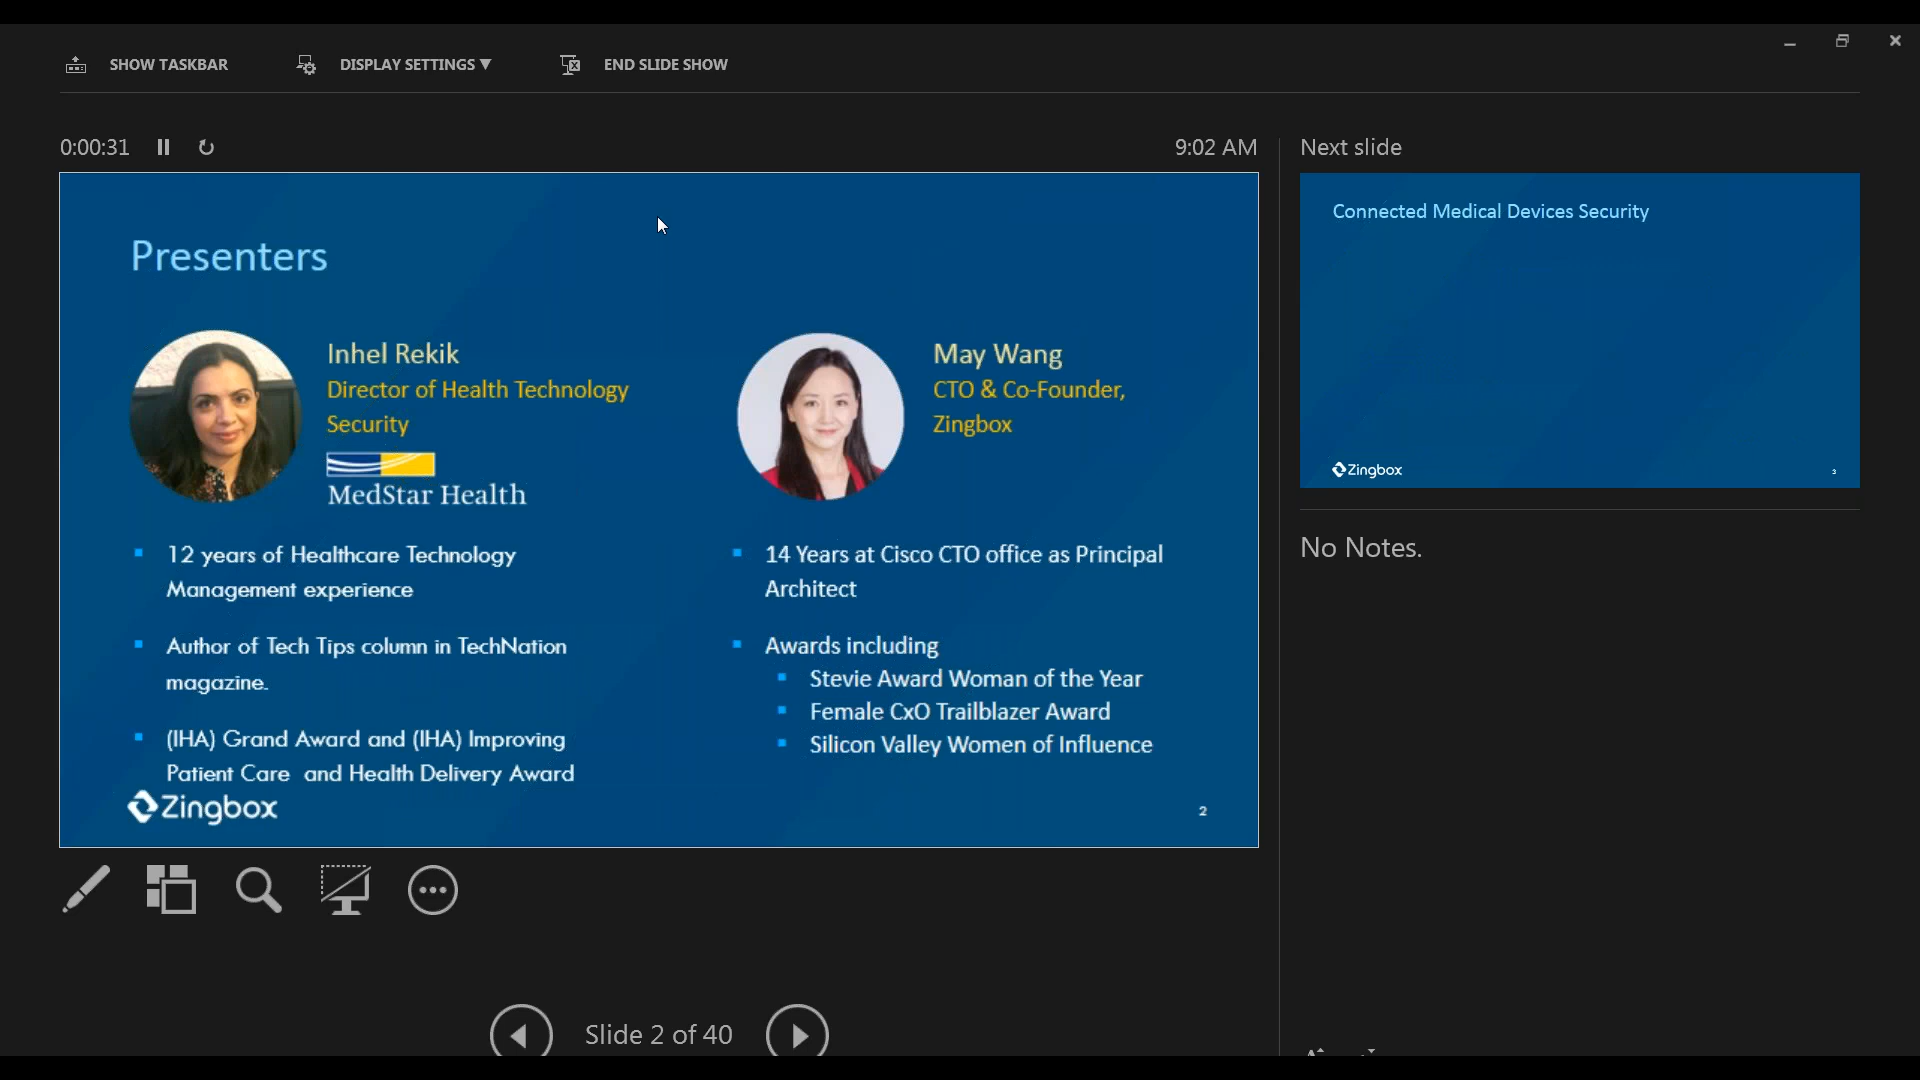 SHOW TASKBAR
DISPLAY SETTINGS ▼
END SLIDE SHOW
0:00:31
9:02 AM
Presenters
Inhel Rekik
Director of Health Technology
Security
MedStar Health
12 years of Healthcare Technology
Management experience
Author of Tech Tips column in TechNation
magazine.
(IHA) Grand Award and (IHA) Improving
Patient Care and Health Delivery Award
May Wang
CTO & Co-Founder,
Zingbox
14 Years at Cisco CTO office as Principal
Architect
Awards including
Stevie Award Woman of the Year
Female CxO Trailblazer Award
Silicon Valley Women of Influence
Zingbox
2
Slide 2 of 40
Next slide
Connected Medical Devices Security
Zingbox
3
No Notes.